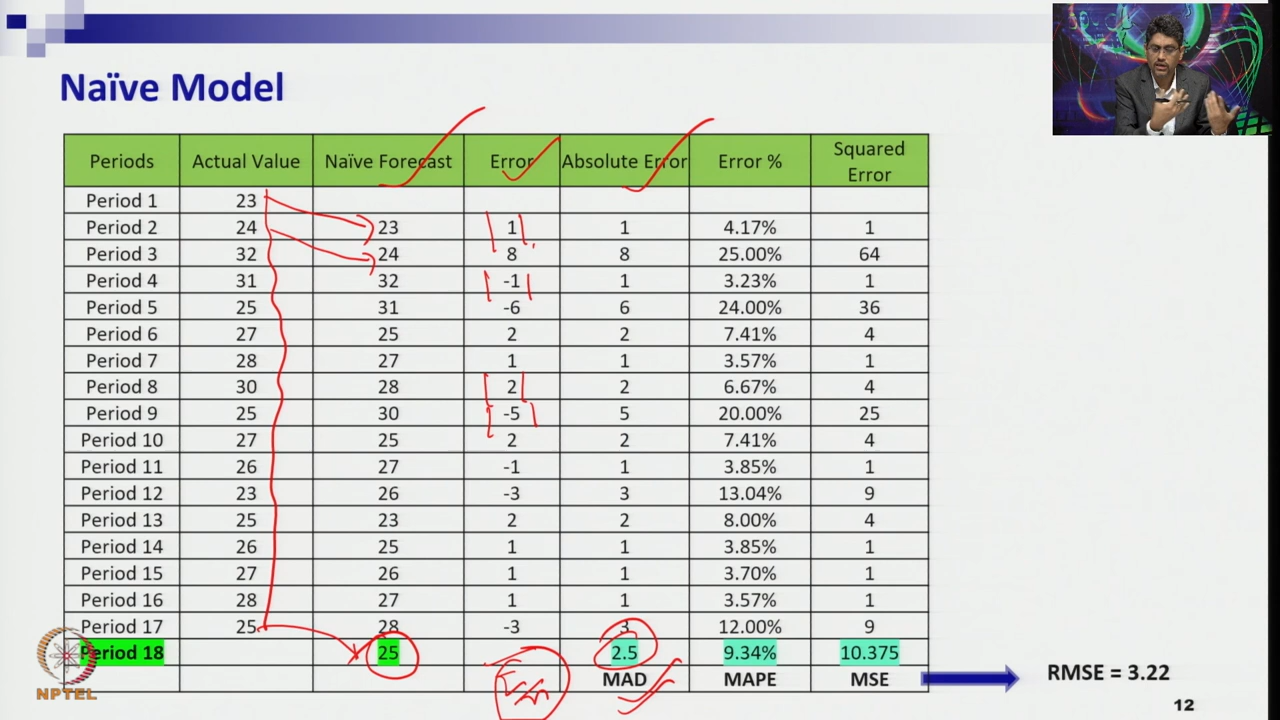 Naïve Model
Periods Actual Value Naïve Forecast Error Absolute Error Error % Squared Error
Period 1 23
Period 2 24 23 1 1 4.17% 1
Period 3 32 24 8 8 25.00% 64
Period 4 31 32 -1 1 3.23% 1
Period 5 25 31 -6 6 24.00% 36
Period 6 27 25 2 2 7.41% 4
Period 7 28 27 1 1 3.57% 1
Period 8 30 28 2 2 6.67% 4
Period 9 25 30 -5 5 20.00% 25
Period 10 27 25 2 2 7.41% 4
Period 11 26 27 -1 1 3.85% 1
Period 12 23 26 -3 3 13.04% 9
Period 13 25 23 2 2 8.00% 4
Period 14 26 25 1 1 3.85% 1
Period 15 27 26 1 1 3.70% 1
Period 16 28 27 1 1 3.57% 1
Period 17 25 28 -3 3 12.00% 9
Period 18 25 2.5 9.34% 10.375
MAD MAPE MSE
RMSE = 3.22
NPTEL
12